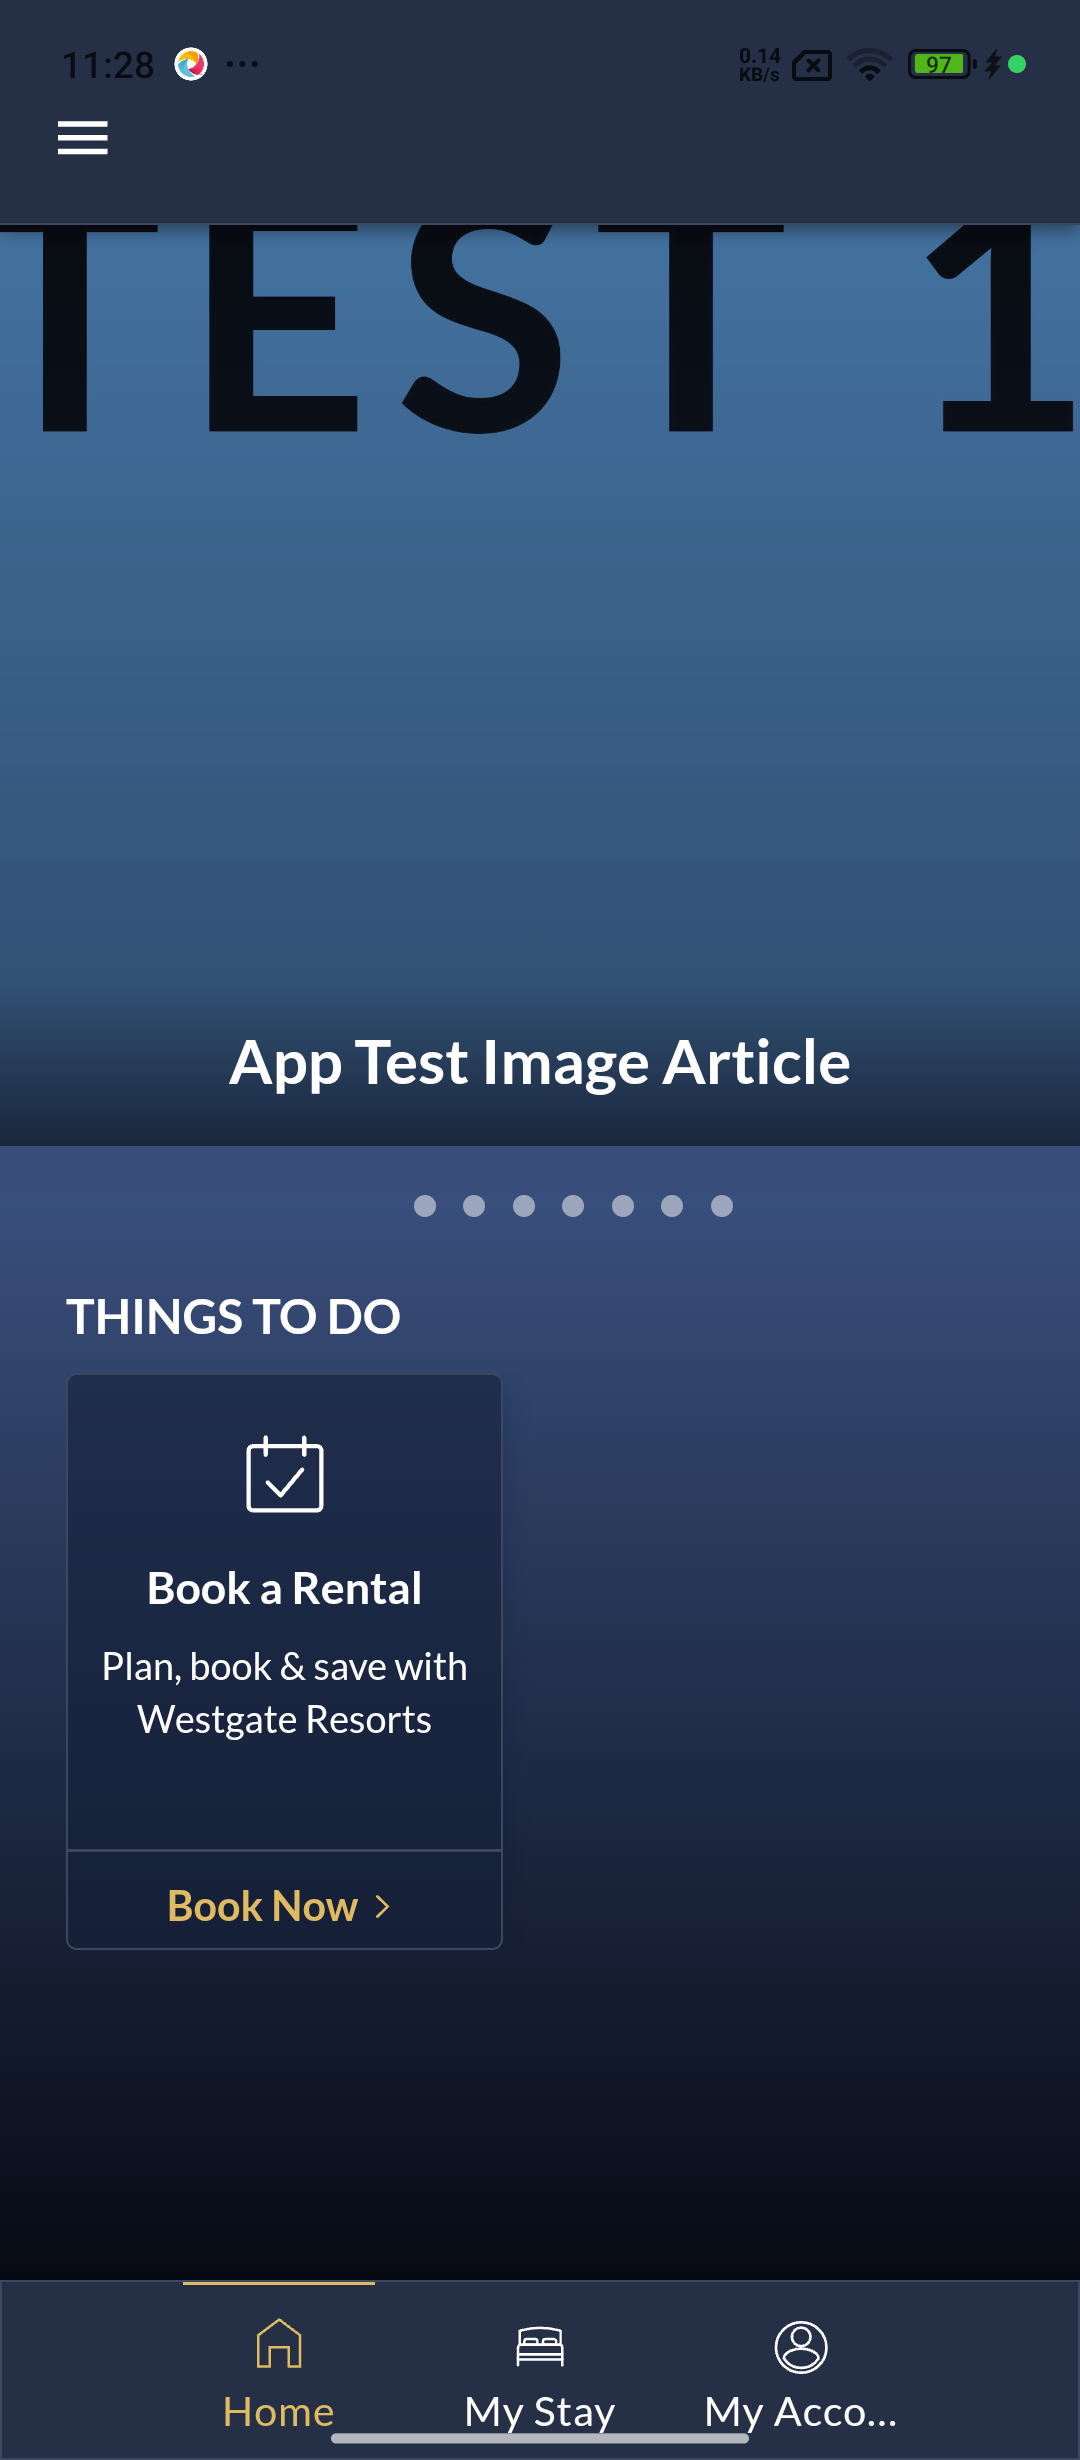 11:28 ...
0.14
KB/s
97
TEST 1
App Test Image Article
THINGS TO DO
Book a Rental
Plan, book & save with
Westgate Resorts
Book Now
Home
My Stay
My Acco...